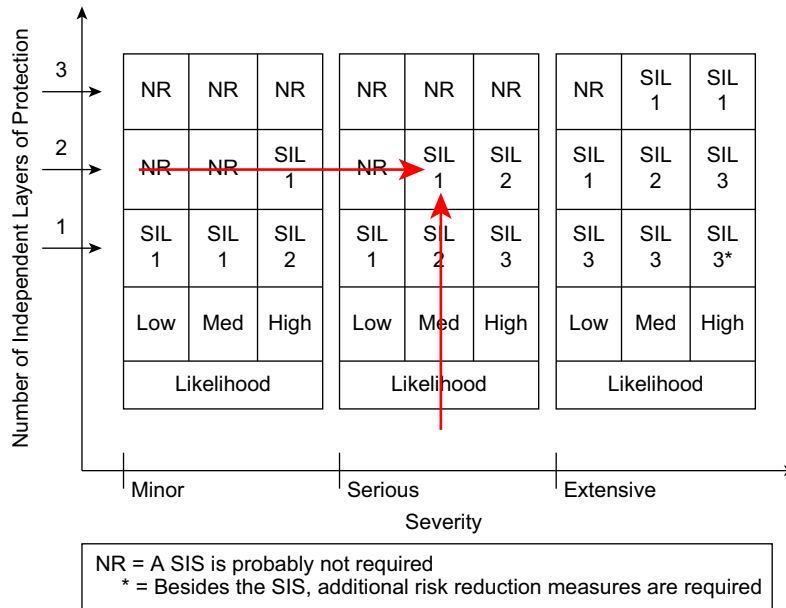 Number of Independent Layers of Protection
3
NR NR NR NR NR NR NR SIL 1 SIL 1
2
NR NR SIL 1 NR SIL 1 SIL 2 SIL 1 SIL 2 SIL 3
1
SIL 1 SIL 1 SIL 2 SIL 1 SIL 2 SIL 3 SIL 3 SIL 3 SIL 3*
Low Med High Low Med High Low Med High
Likelihood Likelihood Likelihood
Minor Serious Extensive
Severity
NR = A SIS is probably not required
* = Besides the SIS, additional risk reduction measures are required